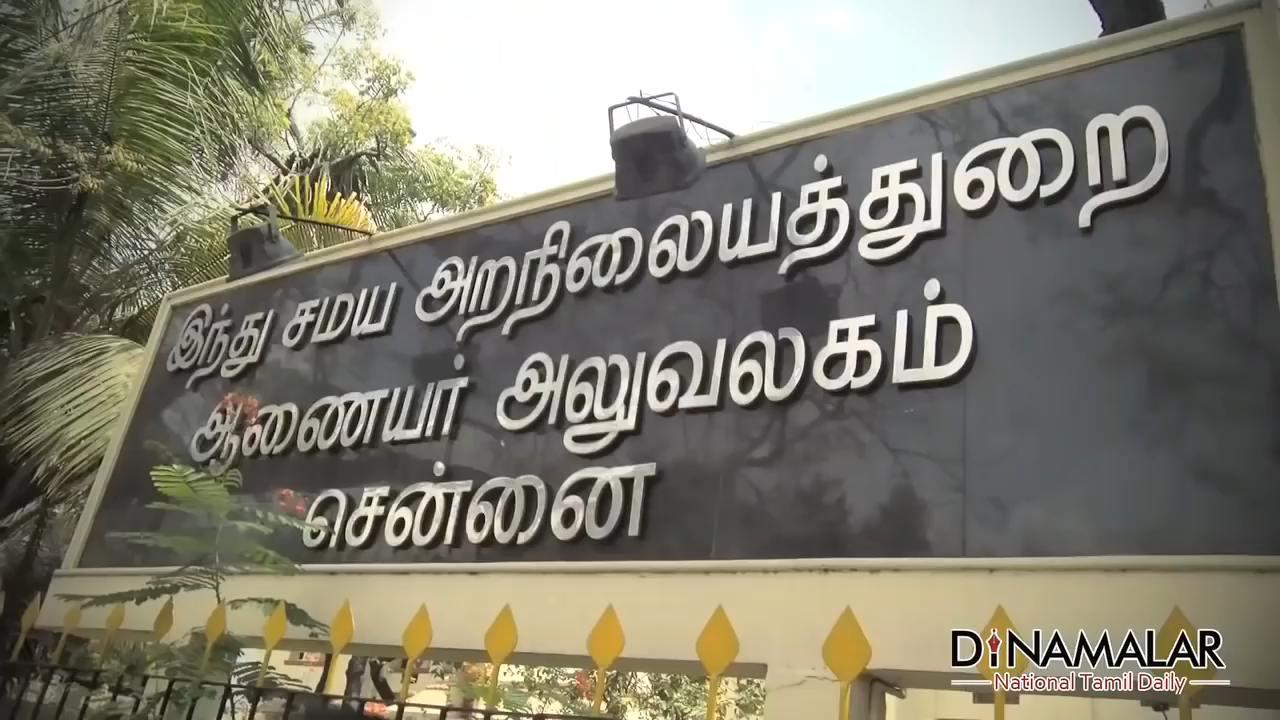 இந்து சமய அறநிலையத்துறை
ஆணையர் அலுவலகம்
சென்னை
DINAMALAR
National Tamil Daily